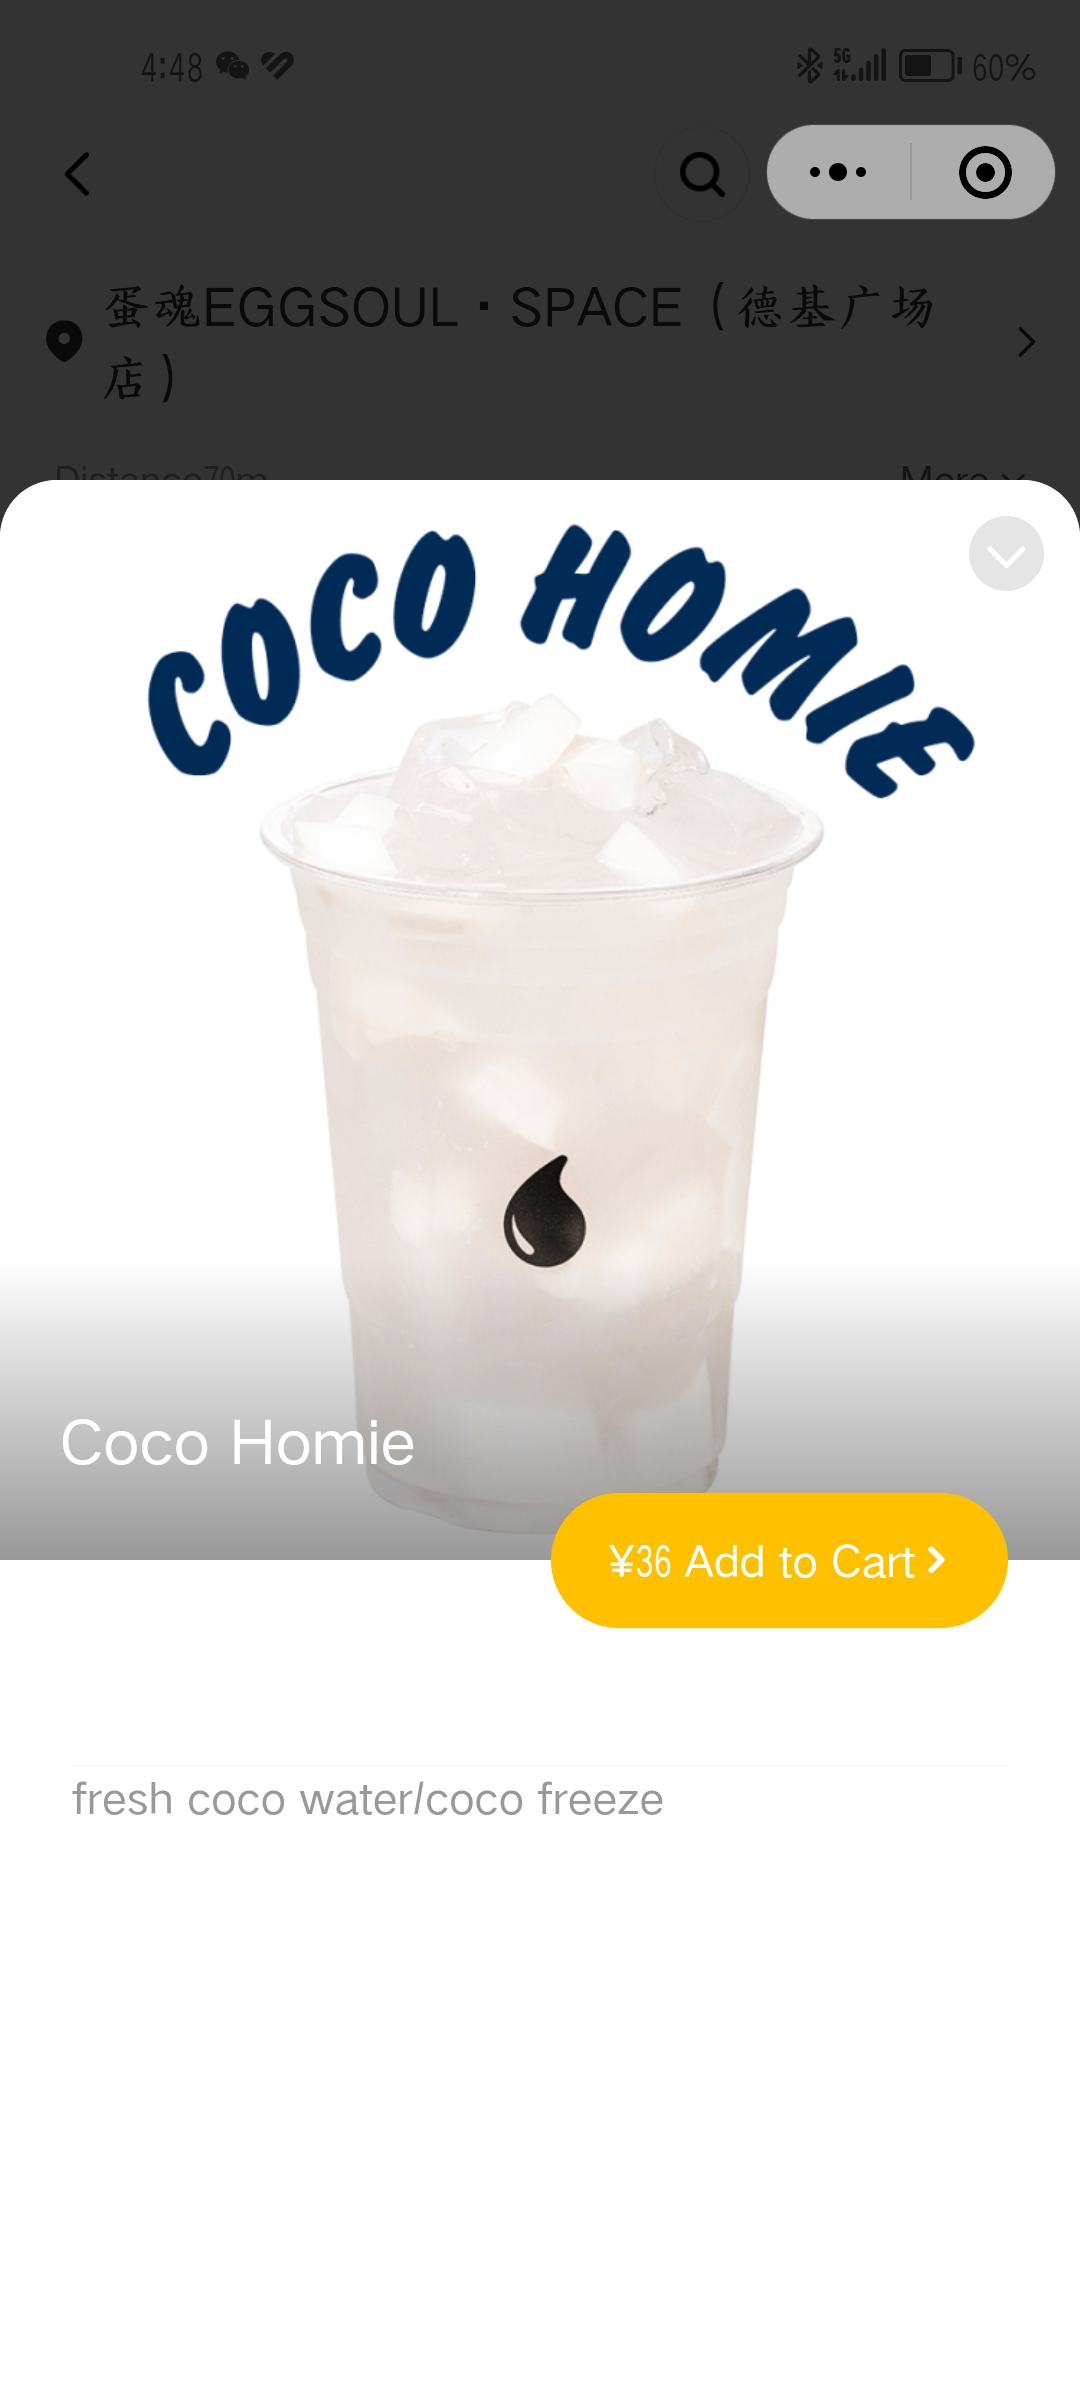 4:48
5G
60%
蛋魂EGGSOUL · SPACE（德基广场
店）
Distance70m
More
COCO HOMIE
Coco Homie
¥36 Add to Cart
fresh coco water/coco freeze